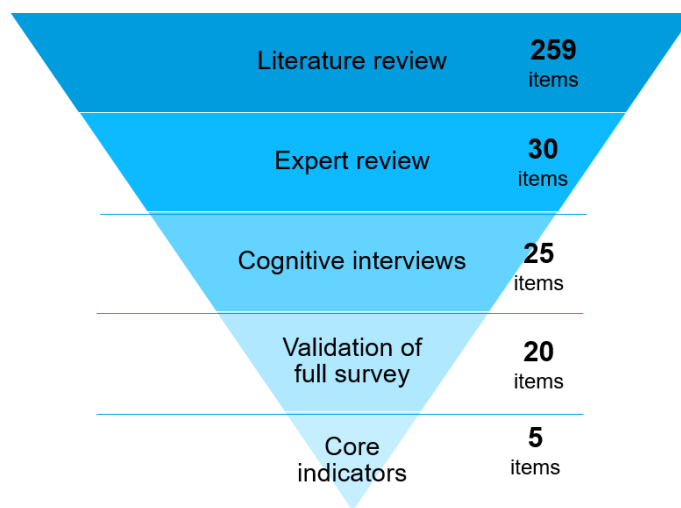 Literature review
259
items
Expert review
30
items
Cognitive interviews
25
items
Validation of
full survey
20
items
Core
indicators
5
items